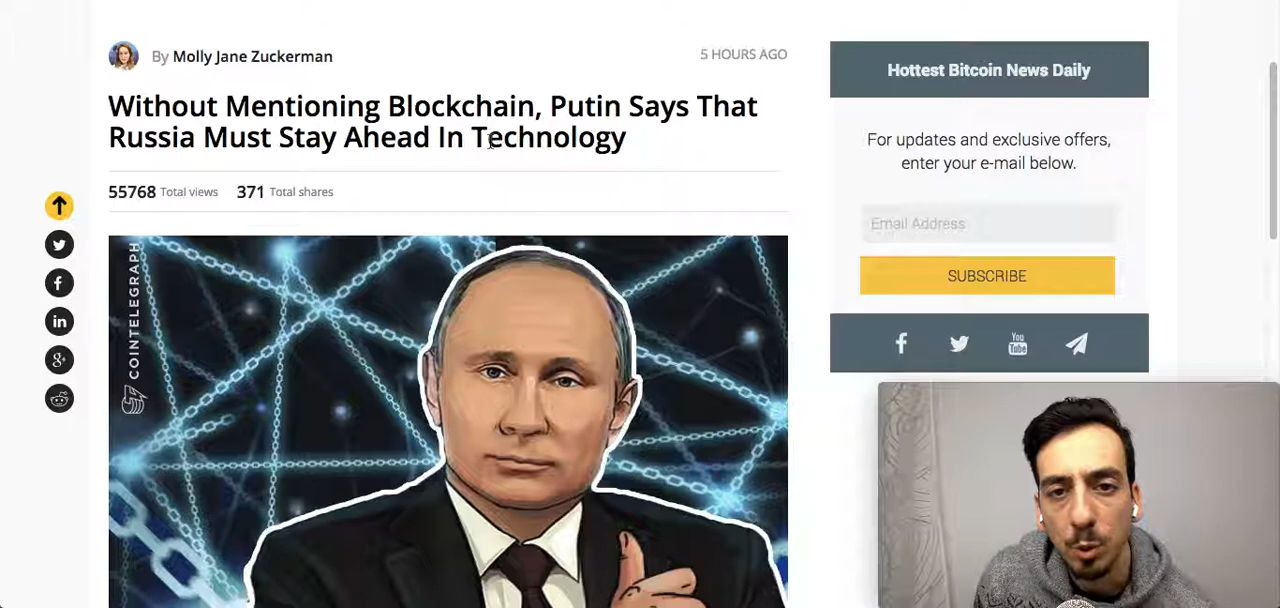 By Molly Jane Zuckerman
5 HOURS AGO
Without Mentioning Blockchain, Putin Says That
Russia Must Stay Ahead In Technology
55768 Total views 371 Total shares
COINTELEGRAPH
Hottest Bitcoin News Daily
For updates and exclusive offers,
enter your e-mail below.
Email Address
SUBSCRIBE
You
Tube